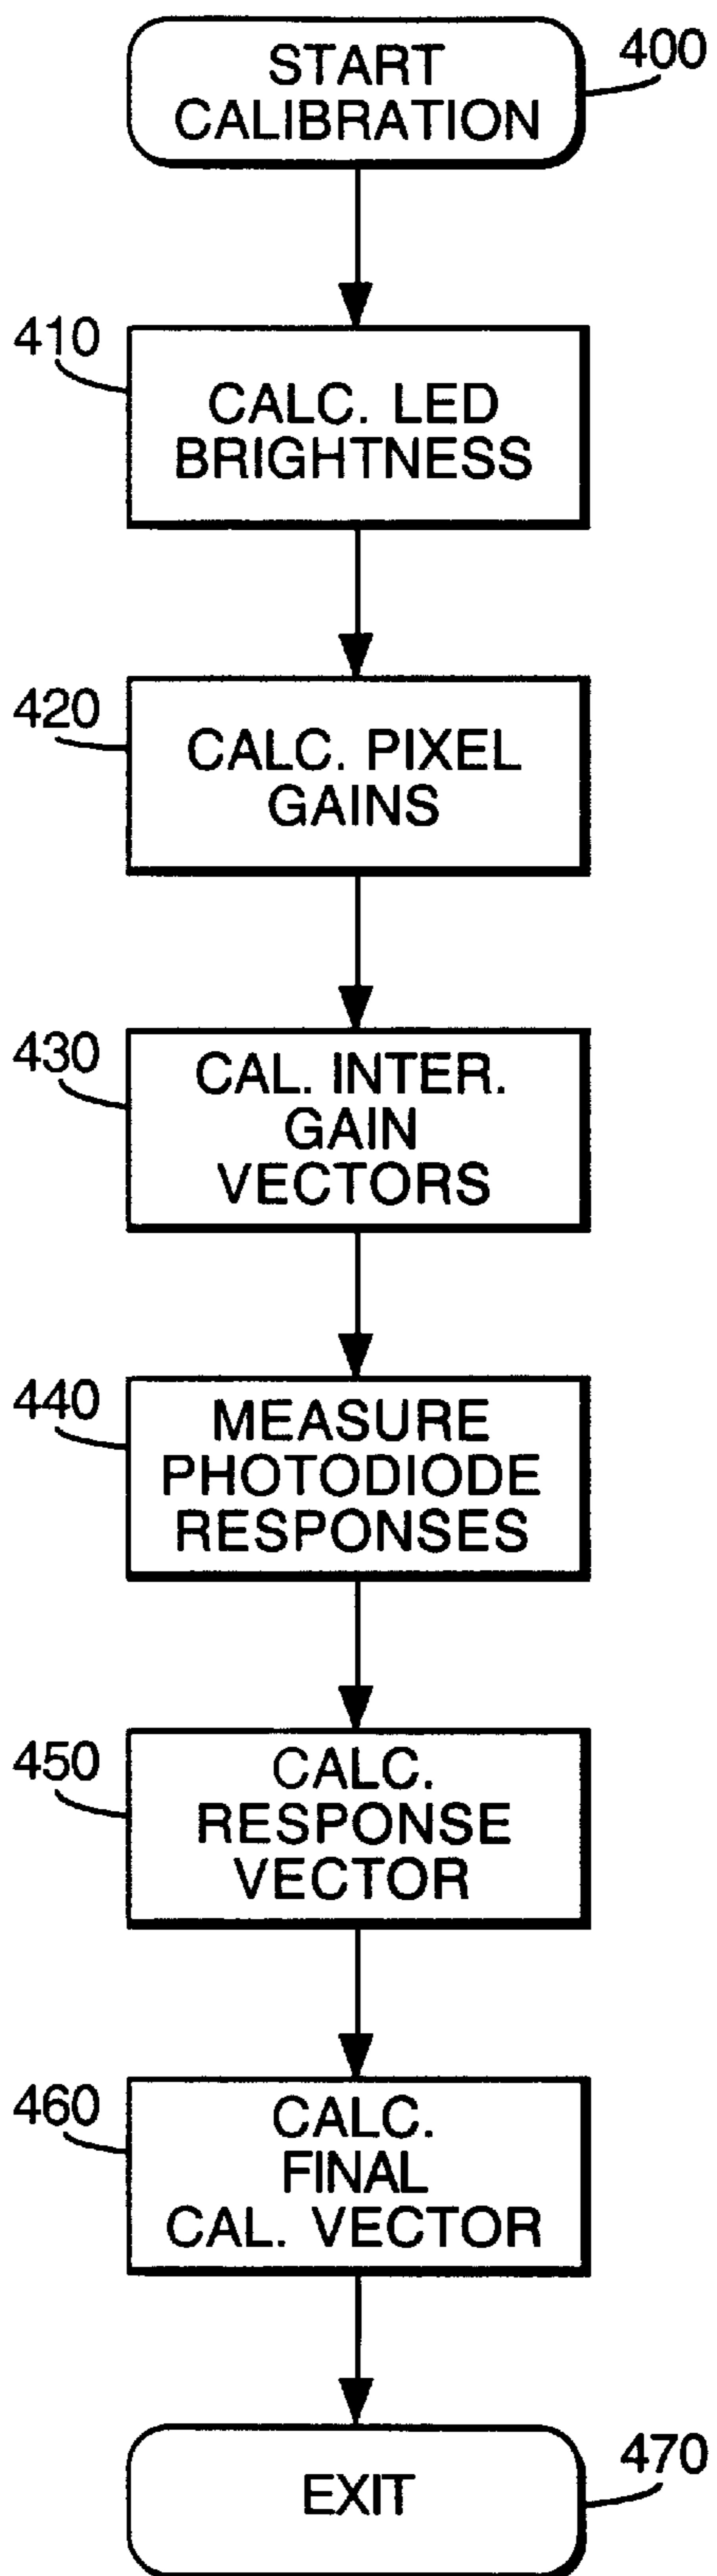 START
CALIBRATION
400
410
CALC. LED
BRIGHTNESS
420
CALC. PIXEL
GAINS
430
CAL. INTER.
GAIN
VECTORS
440
MEASURE
PHOTODIODE
RESPONSES
450
CALC.
RESPONSE
VECTOR
460
CALC.
FINAL
CAL. VECTOR
EXIT
470